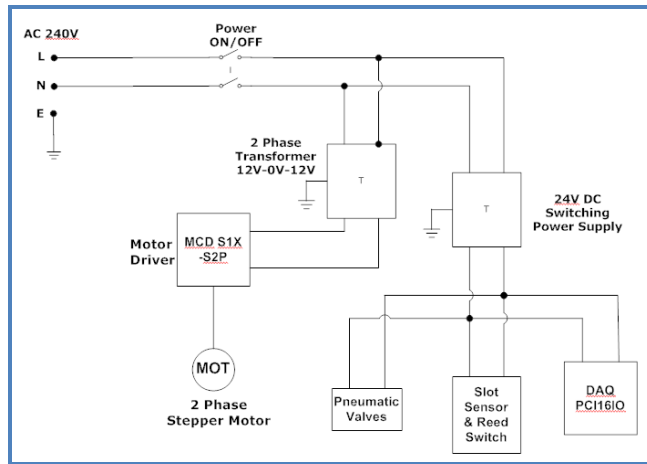 AC 240V
Power
ON/OFF
L
N
E
2 Phase
Transformer
12V-0V-12V
T
T
24V DC
Switching
Power Supply
Motor
Driver
MCD S1X
-S2P
MOT
2 Phase
Stepper Motor
Pneumatic
Valves
Slot
Sensor
& Reed
Switch
DAQ
PCI16IO